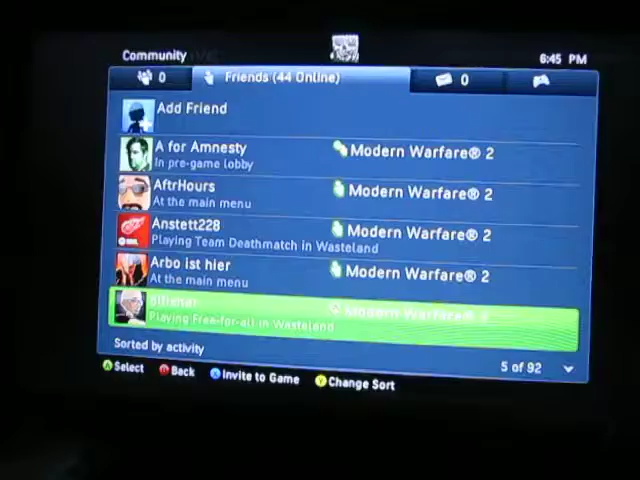 Community
6:45 PM
0
Friends (44 Online)
0
Add Friend
A for Amnesty
Modern Warfare® 2
In pre-game lobby
AftrHours
Modern Warfare® 2
At the main menu
Anstett228
Modern Warfare® 2
Playing Team Deathmatch in Wasteland
Arbo ist hier
Modern Warfare® 2
At the main menu
Modern Warfare® 2
Playing Free-for-all in Wasteland
Sorted by activity
5 of 92
A Select
B Back
X Invite to Game
Y Change Sort